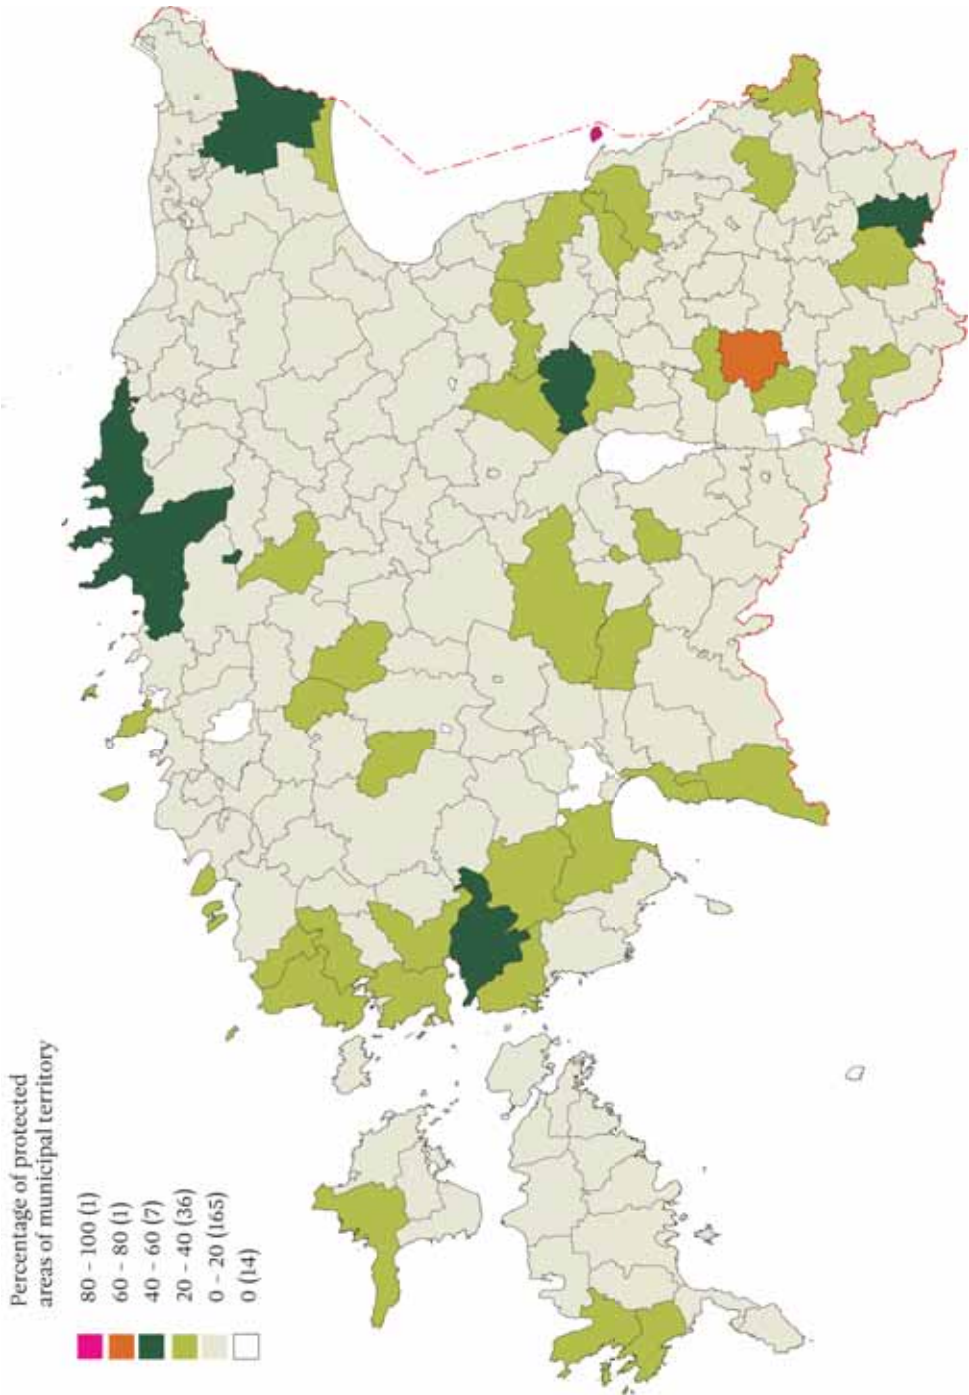 Percentage of protected
areas of municipal territory
80 – 100 (1)
60 – 80 (1)
40 – 60 (7)
20 – 40 (36)
0 – 20 (165)
0 (14)